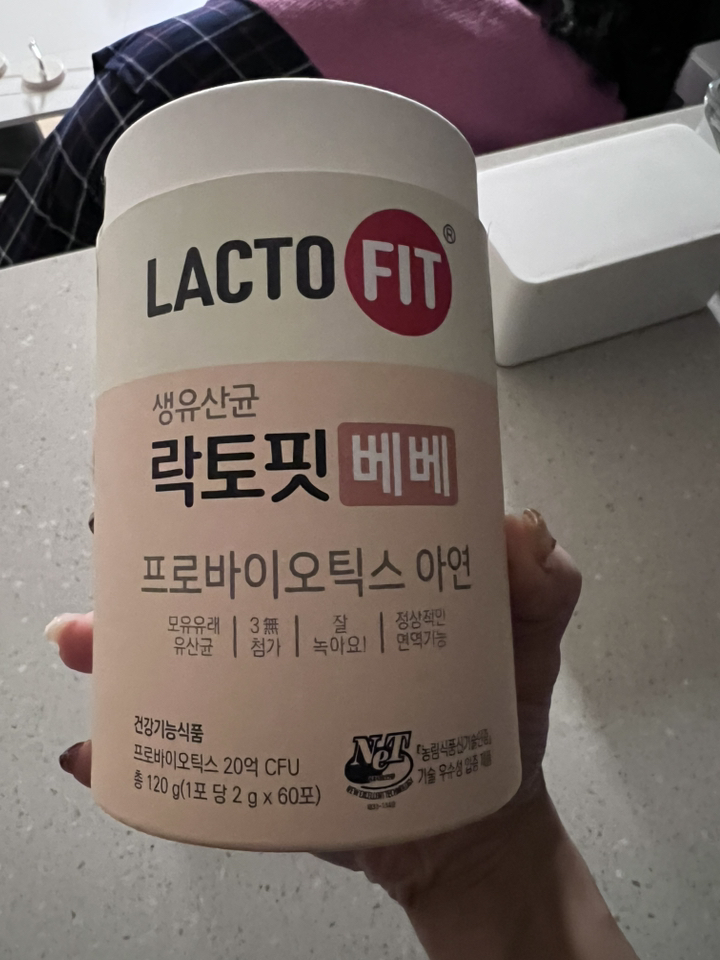 LACTO FIT®
생유산균
락토핏 베베
프로바이오틱스 아연
모유유래
유산균
3無
첨가
잘
녹아요!
정상적인
면역기능
건강기능식품
프로바이오틱스 20억 CFU
총 120 g(1포 당 2 g x 60포)
NeT
NEW EXCELLENT TECHNOLOGY
『농림식품신기술인증』
기술 우수성 입증 제품